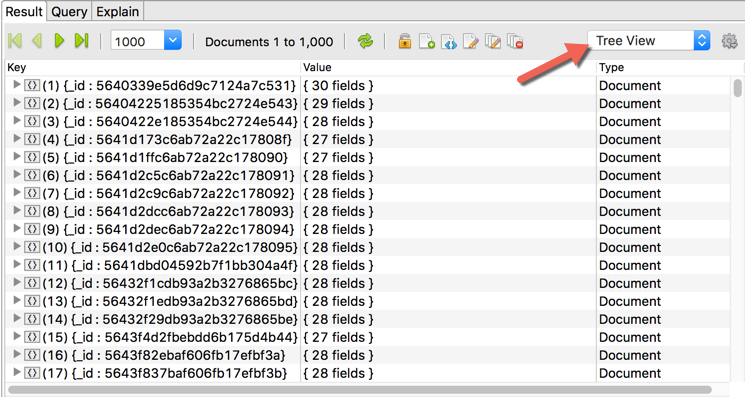 Result Query Explain
1000 Documents 1 to 1,000 Tree View
Key Value Type
(1) {_id : 5640339e5d6d9c7124a7c531} { 30 fields } Document
(2) {_id : 56404225185354bc2724e543} { 29 fields } Document
(3) {_id : 5640422e185354bc2724e544} { 28 fields } Document
(4) {_id : 5641d173c6ab72a22c17808f} { 27 fields } Document
(5) {_id : 5641d1ffc6ab72a22c178090} { 27 fields } Document
(6) {_id : 5641d2c5c6ab72a22c178091} { 28 fields } Document
(7) {_id : 5641d2c9c6ab72a22c178092} { 28 fields } Document
(8) {_id : 5641d2dcc6ab72a22c178093} { 28 fields } Document
(9) {_id : 5641d2dec6ab72a22c178094} { 28 fields } Document
(10) {_id : 5641d2e0c6ab72a22c178095} { 28 fields } Document
(11) {_id : 5641dbd04592b7f1bb304a4f} { 28 fields } Document
(12) {_id : 56432f1cdb93a2b3276865bc} { 28 fields } Document
(13) {_id : 56432f1edb93a2b3276865bd} { 28 fields } Document
(14) {_id : 56432f29db93a2b3276865be} { 28 fields } Document
(15) {_id : 5643f4d2fbebdd6b175d4b44} { 27 fields } Document
(16) {_id : 5643f82ebaf606fb17efbf3a} { 28 fields } Document
(17) {_id : 5643f837baf606fb17efbf3b} { 28 fields } Document